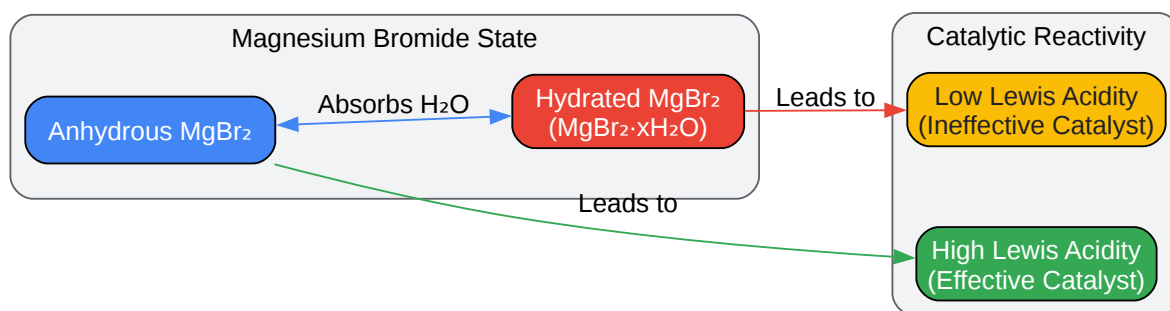 Magnesium Bromide State
Catalytic Reactivity
Anhydrous MgBr₂
Absorbs H₂O
Hydrated MgBr₂
(MgBr₂·xH₂O)
Leads to
Low Lewis Acidity
(Ineffective Catalyst)
Leads to
High Lewis Acidity
(Effective Catalyst)